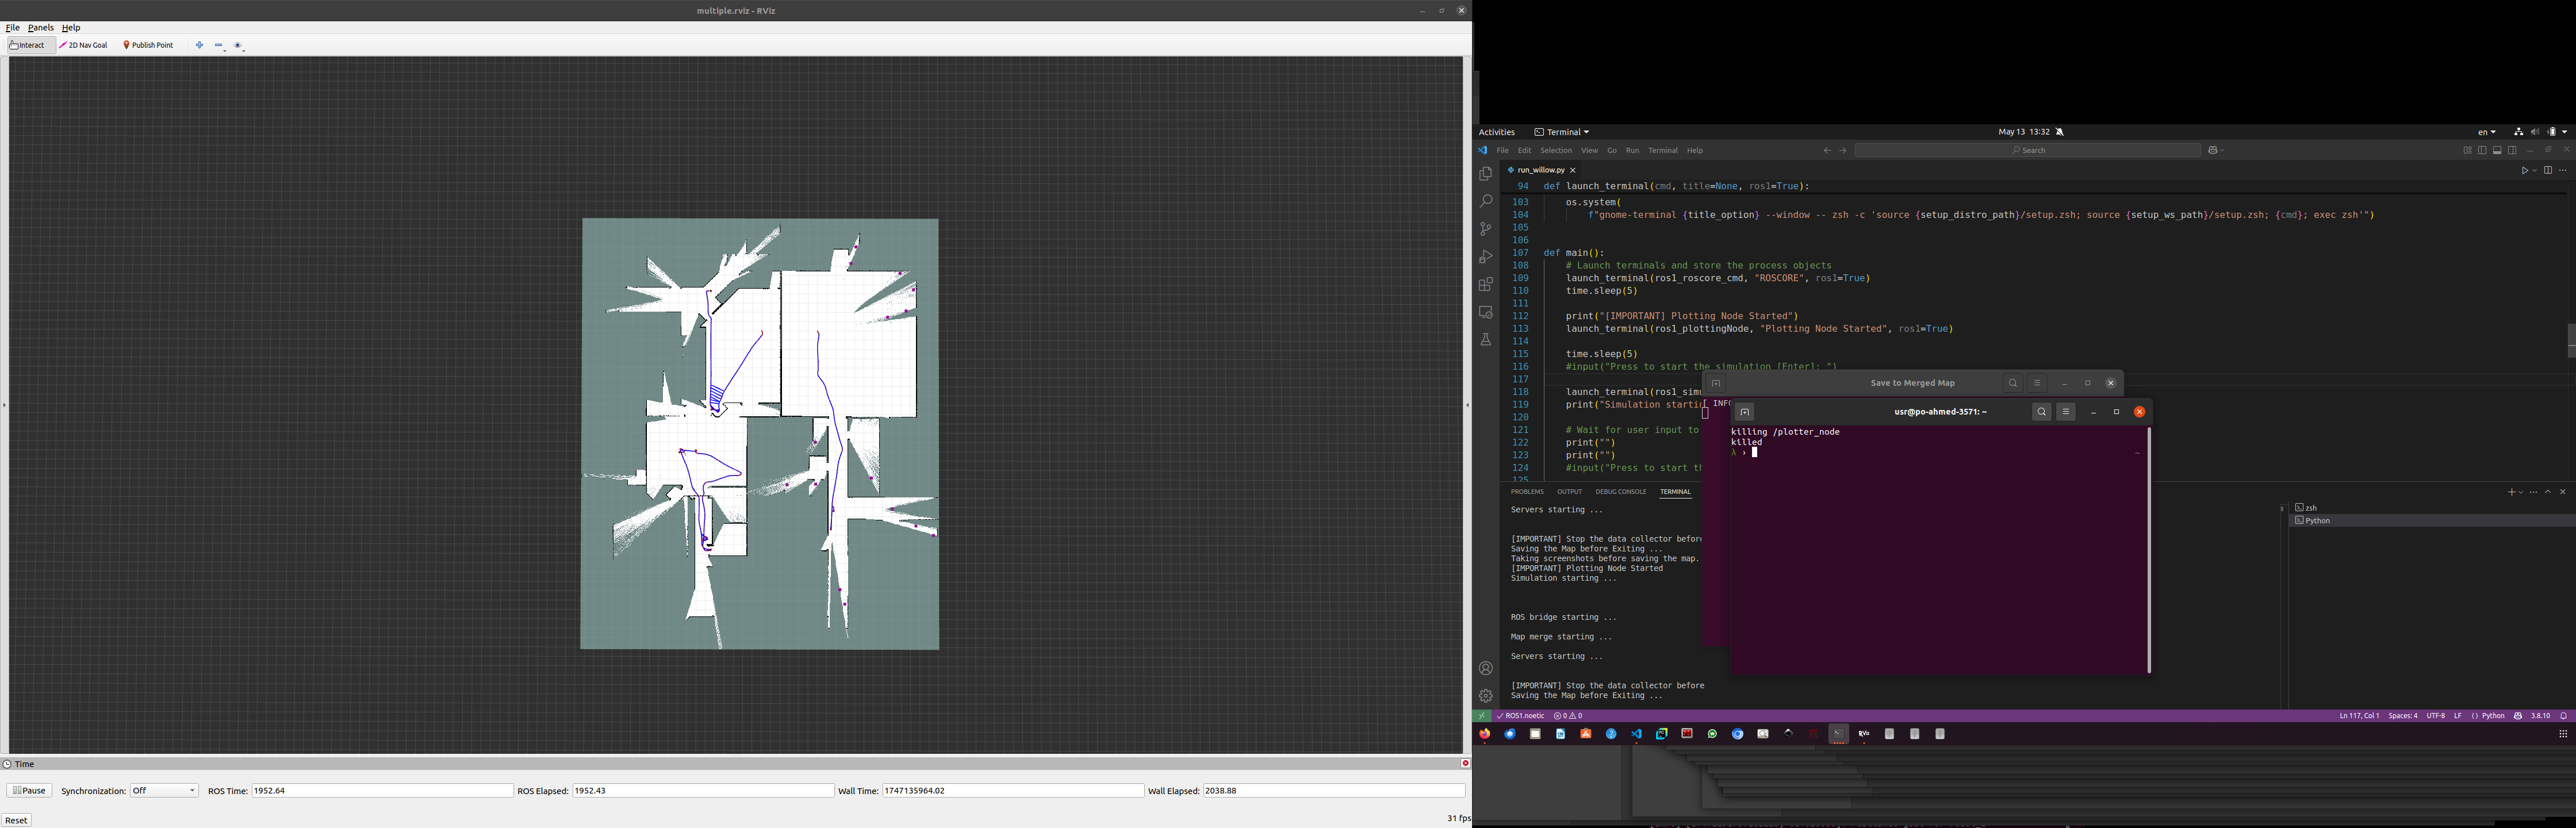 multiple.rviz - RViz
File Panels Help
Interact 2D Nav Goal Publish Point
Time
Pause Synchronization: Off ROS Time: 1952.64 ROS Elapsed: 1952.43 Wall Time: 1747135964.02 Wall Elapsed: 2038.88
Reset
31 fps
Activities Terminal May 13 13:32 en
File Edit Selection View Go Run Terminal Help Search
run_willow.py
94 def launch_terminal(cmd, title=None, ros1=True):
103 os.system(
104 f"gnome-terminal {title_option} --window -- zsh -c 'source {setup_distro_path}/setup.zsh; source {setup_ws_path}/setup.zsh; {cmd}; exec zsh'")
105
106
107 def main():
108 # Launch terminals and store the process objects
109 launch_terminal(ros1_roscore_cmd, "ROSCORE", ros1=True)
110 time.sleep(5)
111
112 print("[IMPORTANT] Plotting Node Started")
113 launch_terminal(ros1_plottingNode, "Plotting Node Started", ros1=True)
114
115 time.sleep(5)
116 #input("Press to start the simulation [Enter]: ")
117
118 launch_terminal(ros1_sim
119 print("Simulation starti
120
121 # Wait for user input to
122 print("")
123 print("")
124 #input("Press to start th
125
Save to Merged Map
[ INFO
usr@po-ahmed-3571: ~
killing /plotter_node
killed
λ ›
~
PROBLEMS OUTPUT DEBUG CONSOLE TERMINAL
Servers starting ...
[IMPORTANT] Stop the data collector before
Saving the Map before Exiting ...
Taking screenshots before saving the map.
[IMPORTANT] Plotting Node Started
Simulation starting ...
ROS bridge starting ...
Map merge starting ...
Servers starting ...
[IMPORTANT] Stop the data collector before
Saving the Map before Exiting ...
zsh
Python
ROS1.noetic 0 0 Ln 117, Col 1 Spaces: 4 UTF-8 LF Python 3.8.10
RViz